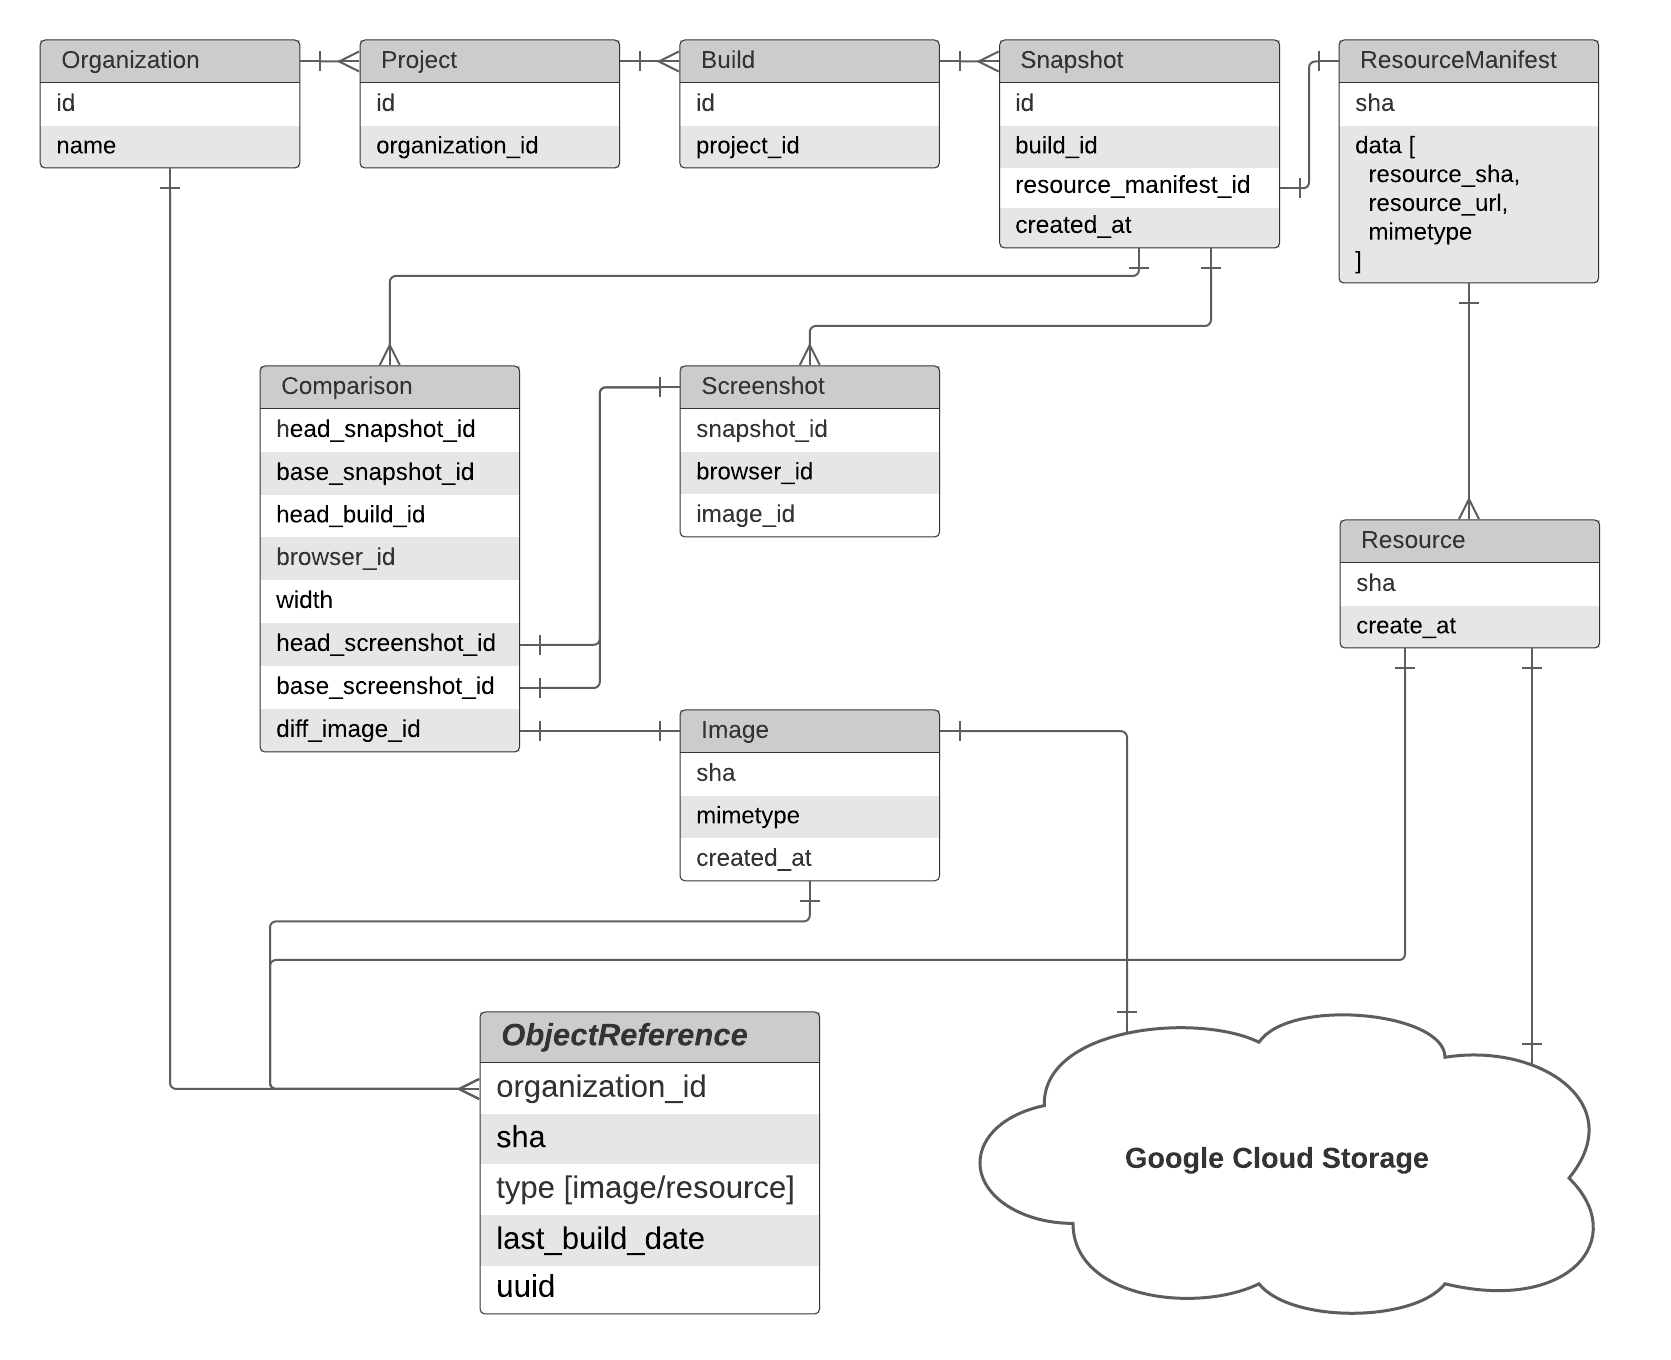 Organization
id
name
Project
id
organization_id
Build
id
project_id
Snapshot
id
build_id
resource_manifest_id
created_at
ResourceManifest
sha
data [
resource_sha,
resource_url,
mimetype
]
Comparison
head_snapshot_id
base_snapshot_id
head_build_id
browser_id
width
head_screenshot_id
base_screenshot_id
diff_image_id
Screenshot
snapshot_id
browser_id
image_id
Resource
sha
create_at
Image
sha
mimetype
created_at
ObjectReference
organization_id
sha
type [image/resource]
last_build_date
uuid
Google Cloud Storage